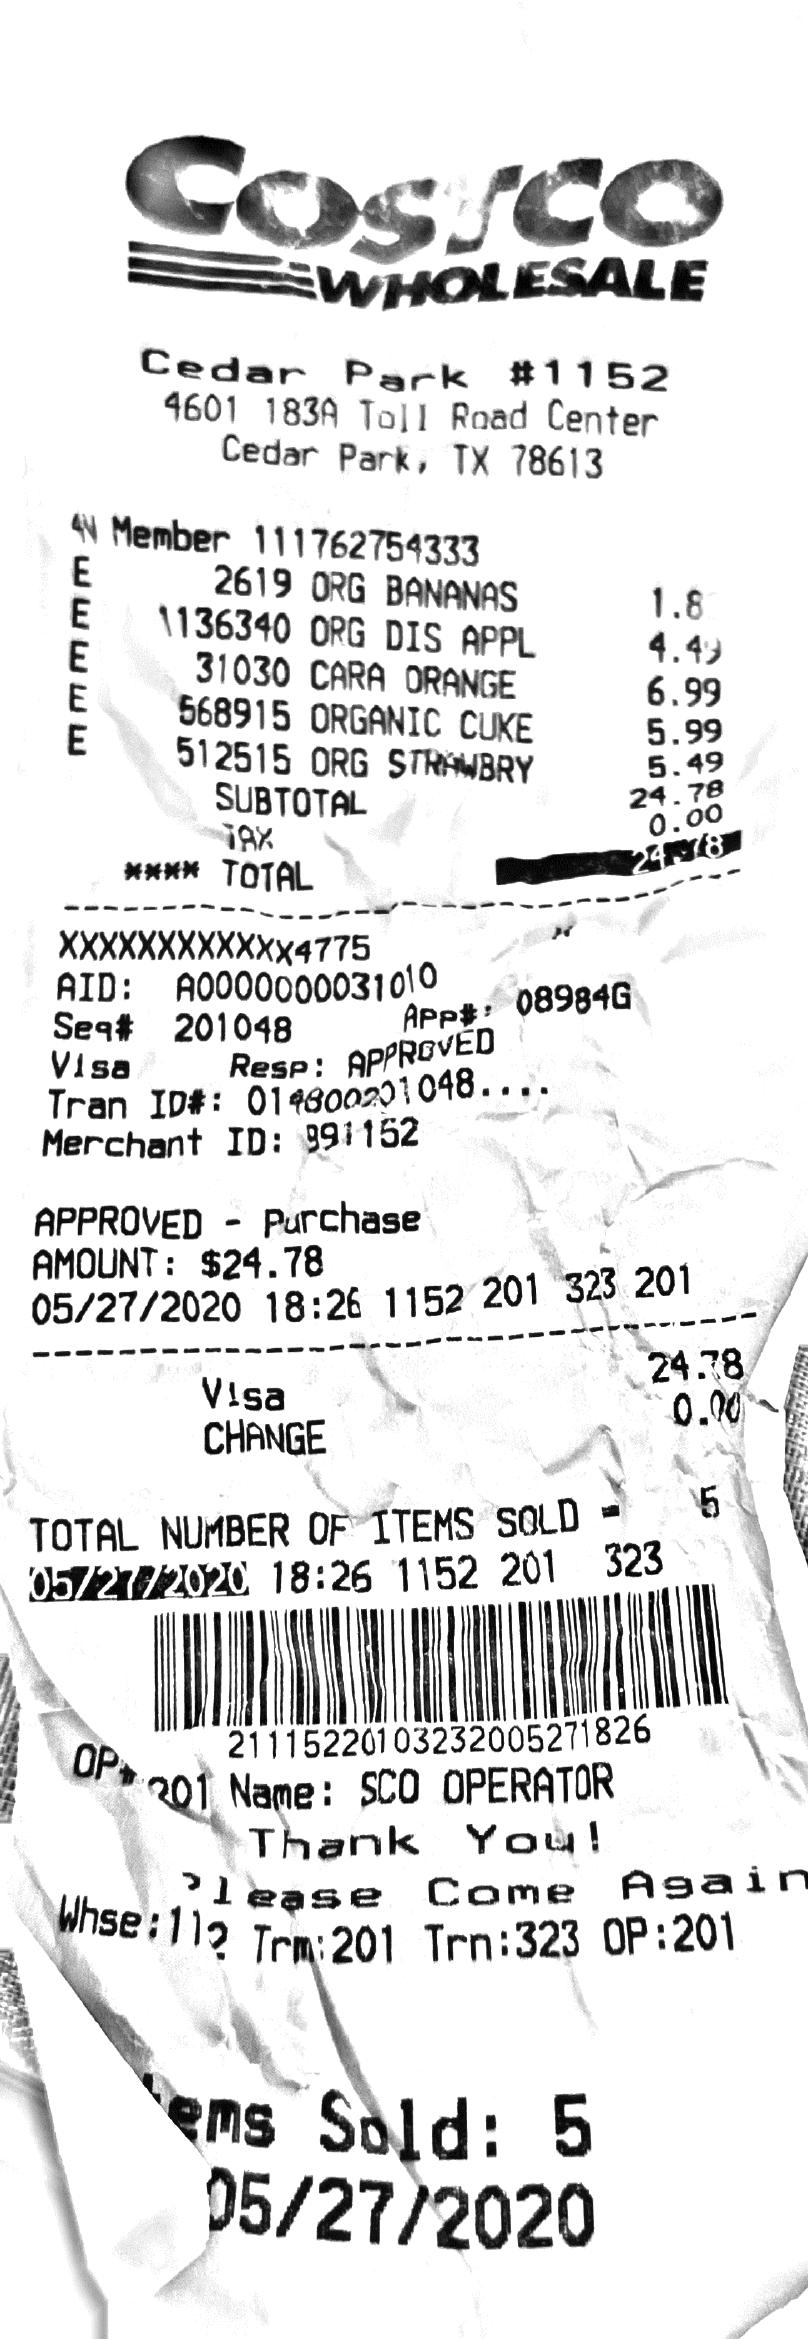 COSTCO
WHOLESALE
Cedar Park #1152
4601 183A Toll Road Center
Cedar Park, TX 78613
Member 111762754333
E 2619 ORG BANANAS 1.8
E 1136340 ORG DIS APPL 4.49
E 31030 CARA ORANGE 6.99
E 568915 ORGANIC CUKE 5.99
E 512515 ORG STRAWBRY 5.49
SUBTOTAL 24.78
TAX 0.00
**** TOTAL 24.78
XXXXXXXXXXXXX4775
AID: A0000000031010
Seq# 201048 App#: 08984G
Visa Resp: APPROVED
Tran ID#: 014800201048....
Merchant ID: 991152
APPROVED - Purchase
AMOUNT: $24.78
05/27/2020 18:26 1152 201 323 201
Visa 24.78
CHANGE 0.00
TOTAL NUMBER OF ITEMS SOLD = 5
05/27/2020 18:26 1152 201 323
21115220103232005271826
OP# 201 Name: SCO OPERATOR
Thank You!
Please Come Again
Whse:112 Trm:201 Trn:323 OP:201
tems Sold: 5
05/27/2020